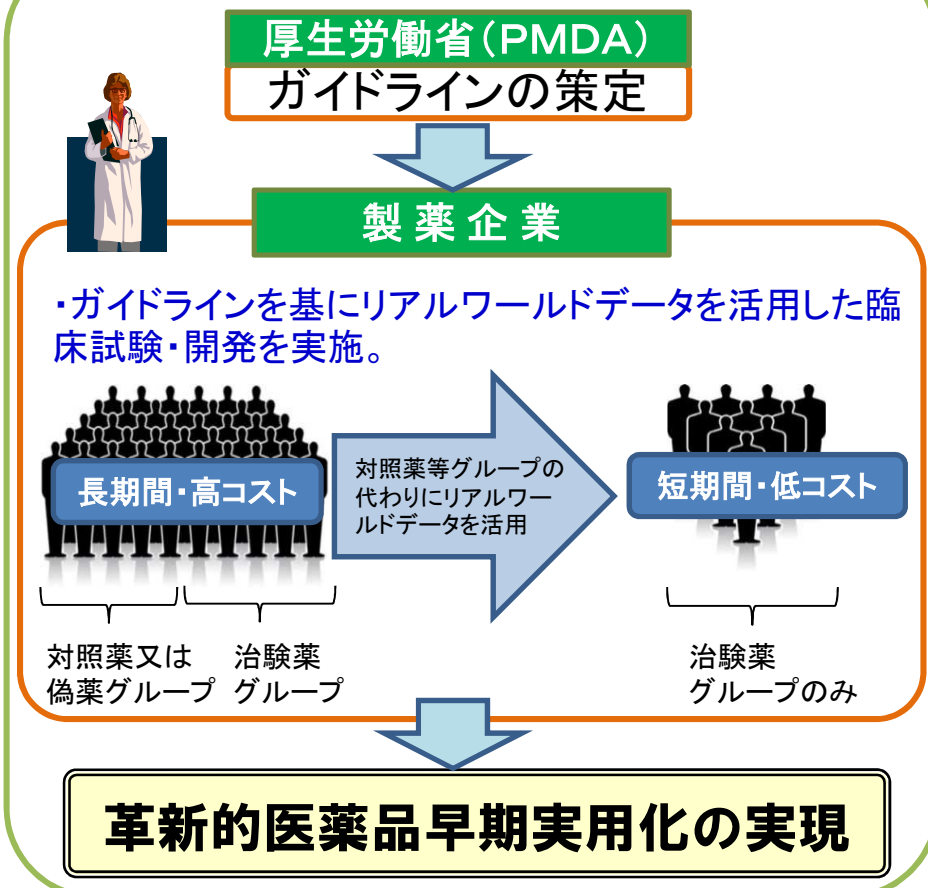 厚生労働省(PMDA)
ガイドラインの策定
製薬企業
・ガイドラインを基にリアルワールドデータを活用した臨
床試験・開発を実施。
長期間・高コスト
対照薬等グループの
代わりにリアルワー
ルドデータを活用
短期間・低コスト
対照薬又は
偽薬グループ
治験薬
グループ
治験薬
グループのみ
革新的医薬品早期実用化の実現